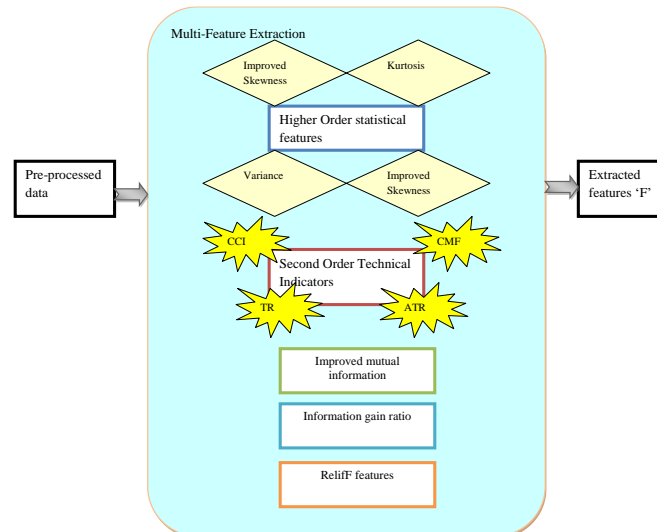 Multi-Feature Extraction
Improved
Skewness
Kurtosis
Higher Order statistical
features
Pre-processed
data
Extracted
features ‘F’
Variance
Improved
Skewness
CCI
CMF
Second Order Technical
Indicators
TR
ATR
Improved mutual
information
Information gain ratio
RelifF features